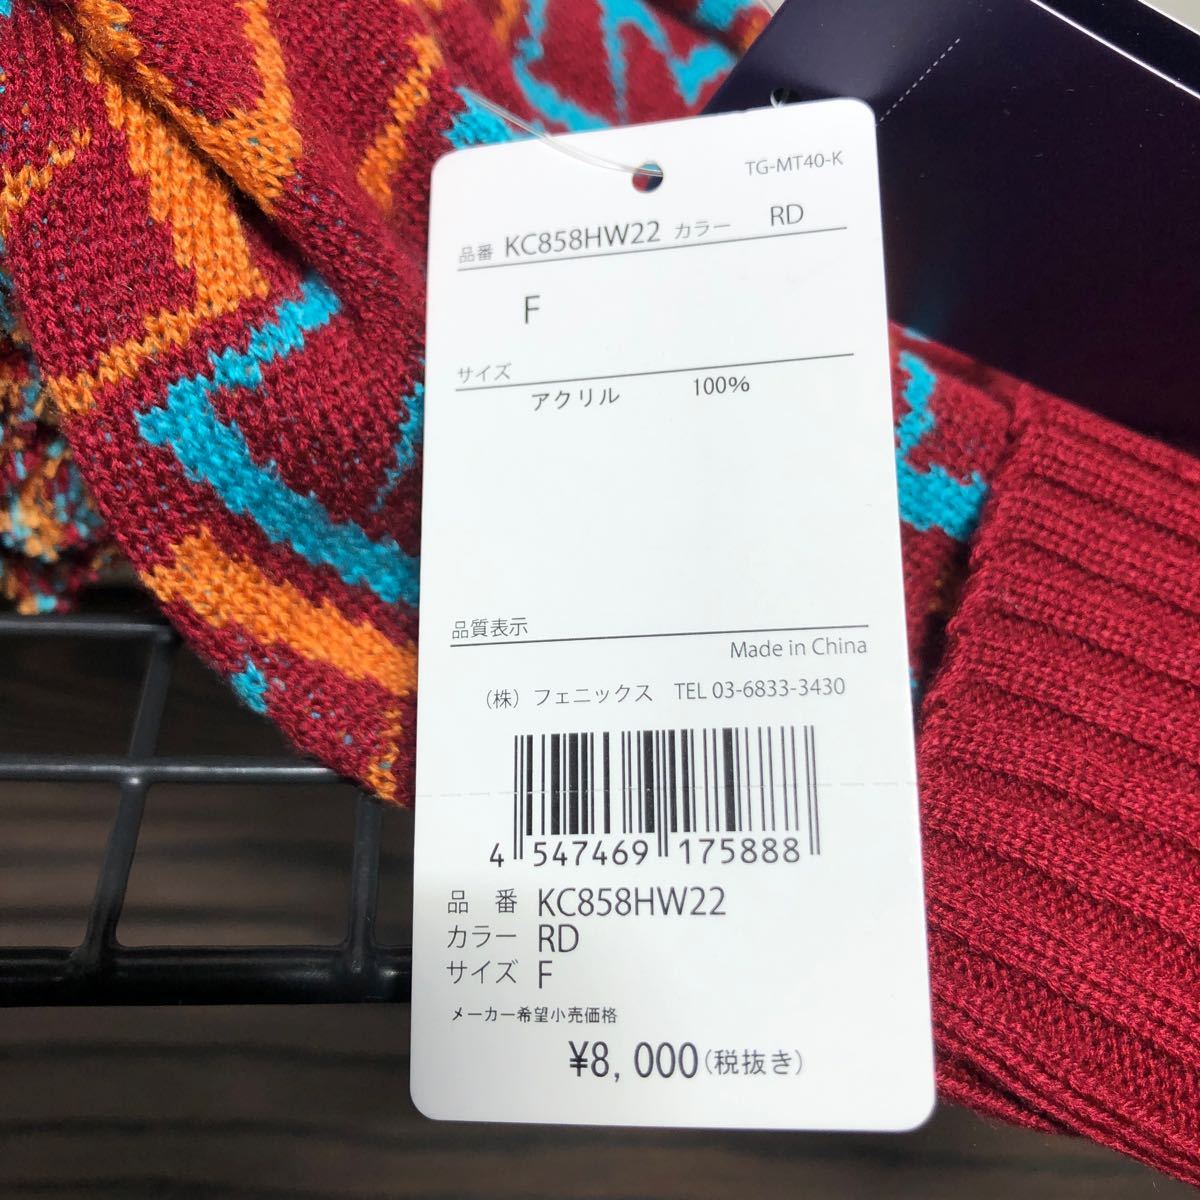 TG-MT40-K
品番 KC858HW22 カラー RD
F
サイズ
アクリル 100%
品質表示
Made in China
（株）フェニックス TEL 03-6833-3430
4 547469 175888
品 番 KC858HW22
カラー RD
サイズ F
メーカー希望小売価格
¥8,000(税抜き)